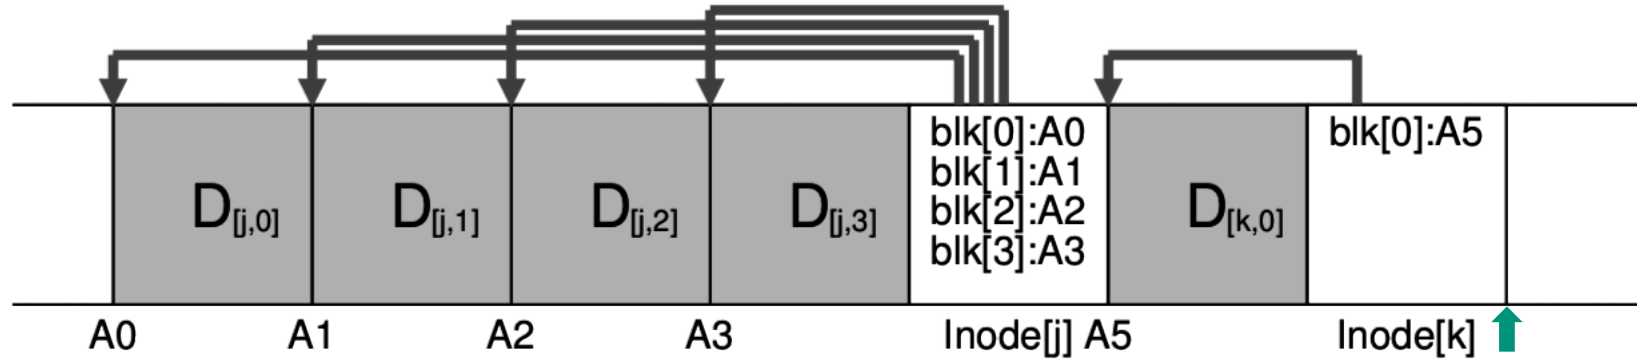 D[j,0] D[j,1] D[j,2] D[j,3] blk[0]:A0 D[k,0] blk[0]:A5
blk[1]:A1
blk[2]:A2
blk[3]:A3
A0 A1 A2 A3 Inode[j] A5 Inode[k]